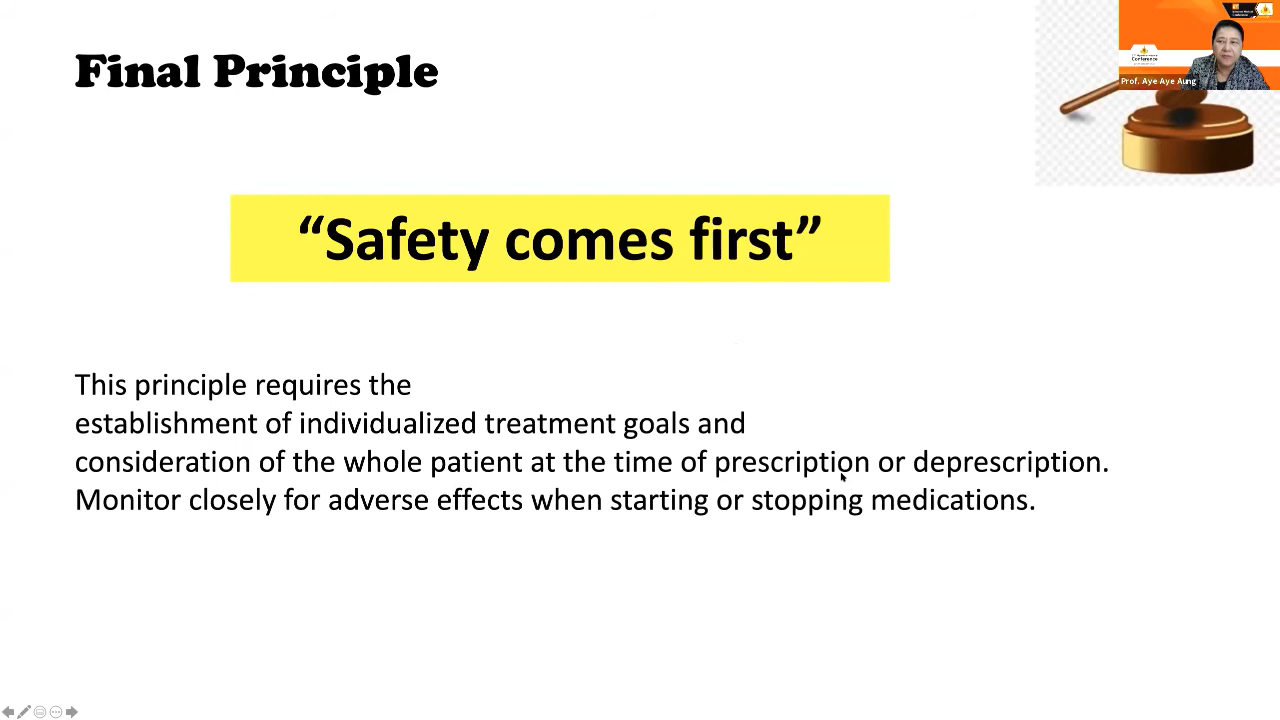 Final Principle
Conference
Prof. Aye Aye Aung
“Safety comes first”
This principle requires the
establishment of individualized treatment goals and
consideration of the whole patient at the time of prescription or deprescription.
Monitor closely for adverse effects when starting or stopping medications.